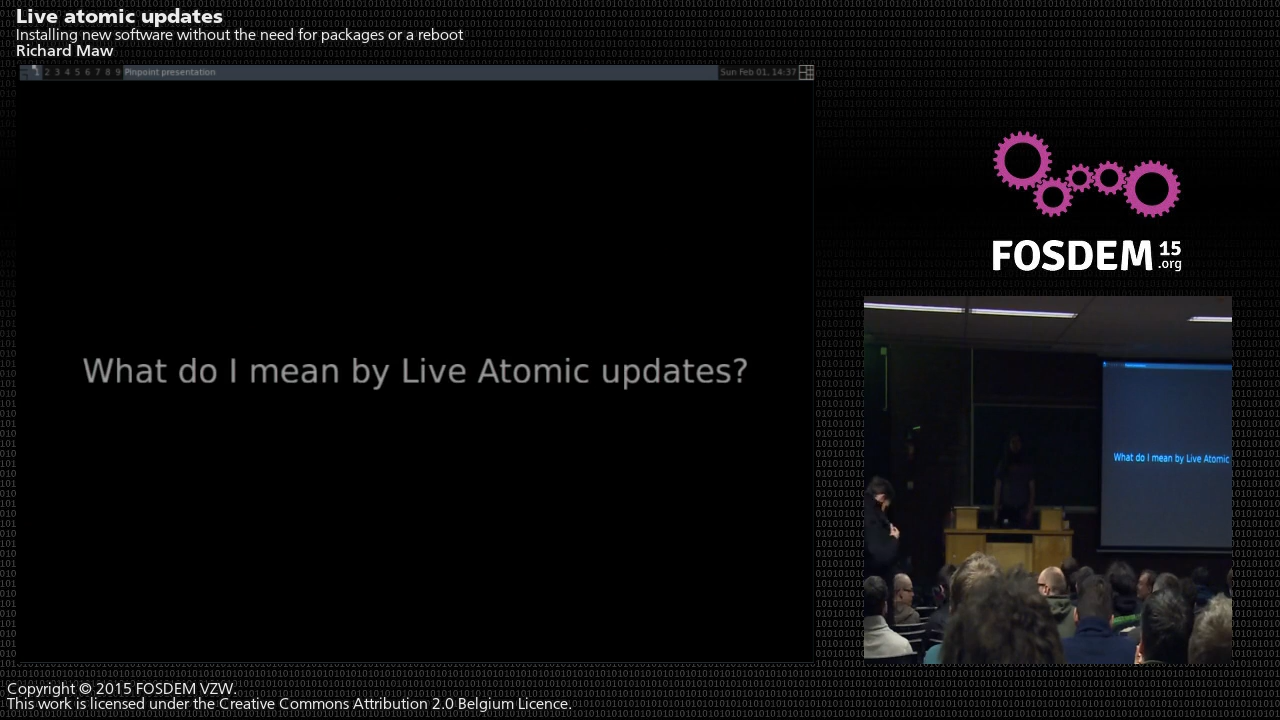 Live atomic updates
Installing new software without the need for packages or a reboot
Richard Maw
1 2 3 4 5 6 7 8 9 Pinpoint presentation Sun Feb 01, 14:37
What do I mean by Live Atomic updates?
FOSDEM 15 .org
What do I mean by Live Atomic
Copyright © 2015 FOSDEM VZW.
This work is licensed under the Creative Commons Attribution 2.0 Belgium Licence.